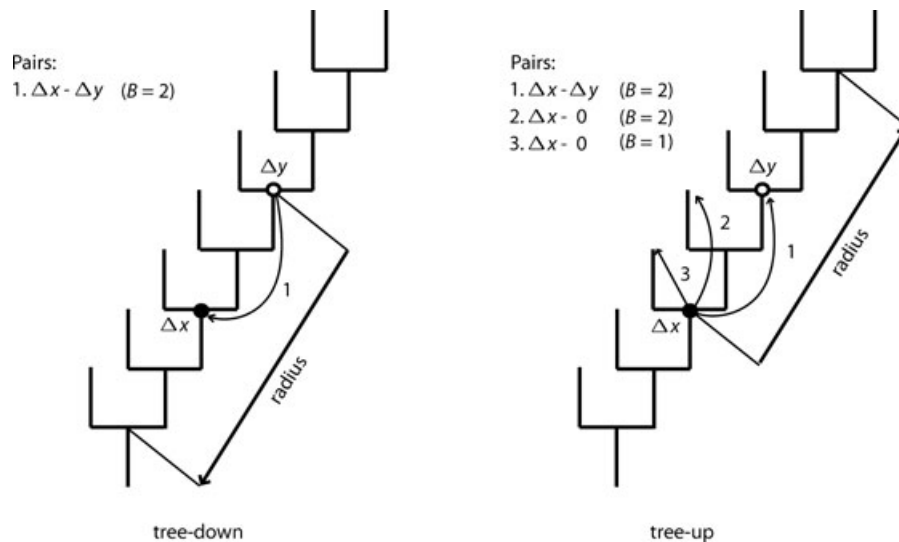 Pairs:
1. Δx - Δy (B = 2)
Δy
1
Δx
radius
tree-down
Pairs:
1. Δx - Δy (B = 2)
2. Δx - 0 (B = 2)
3. Δx - 0 (B = 1)
Δy
2
1
3
Δx
radius
tree-up